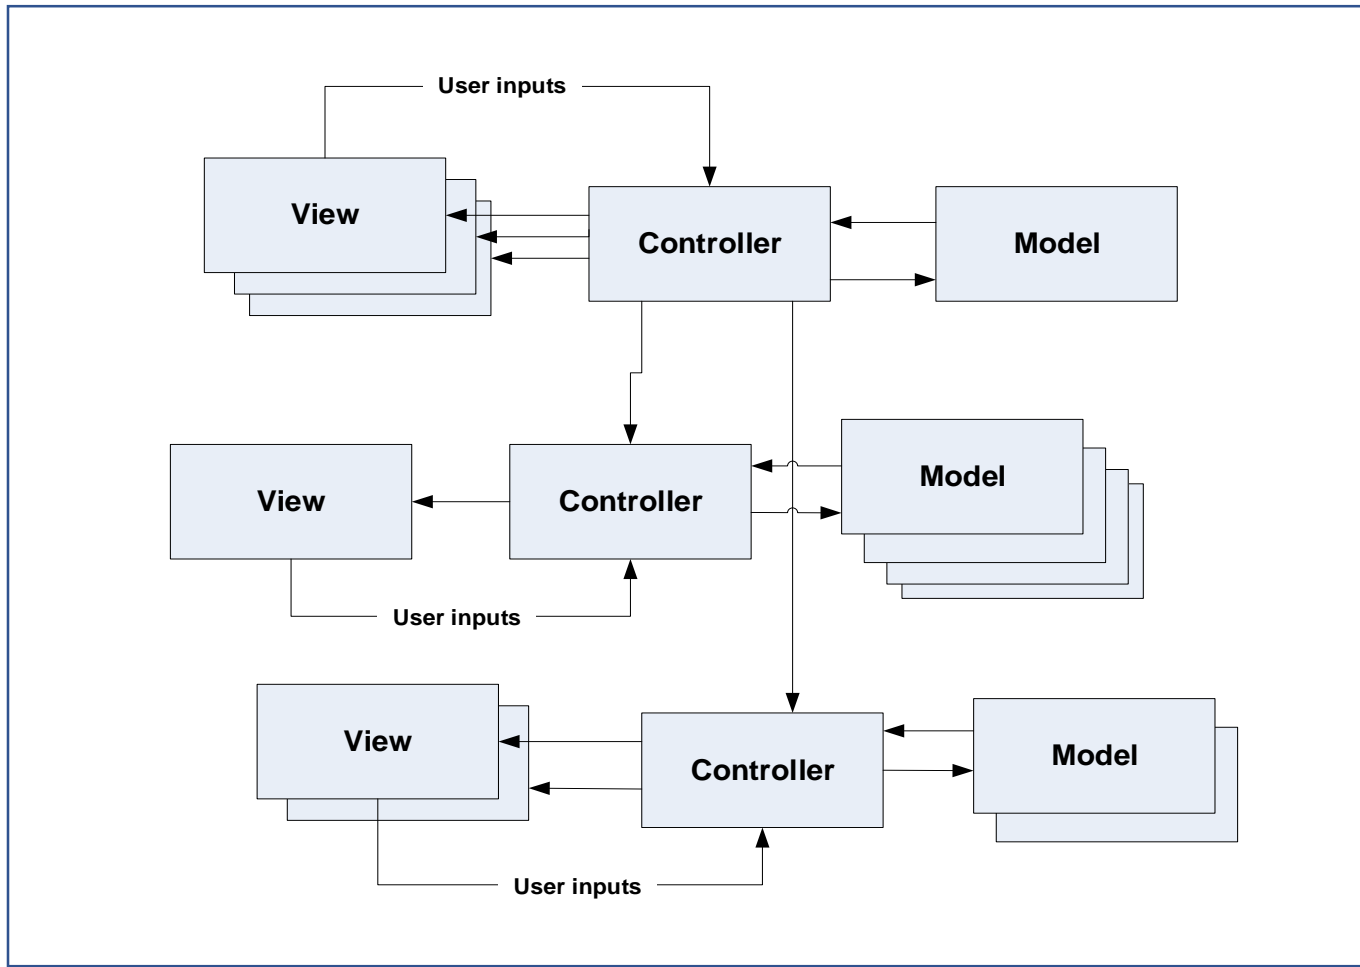 User inputs
View
Controller
Model
View
Controller
Model
User inputs
View
Controller
Model
User inputs